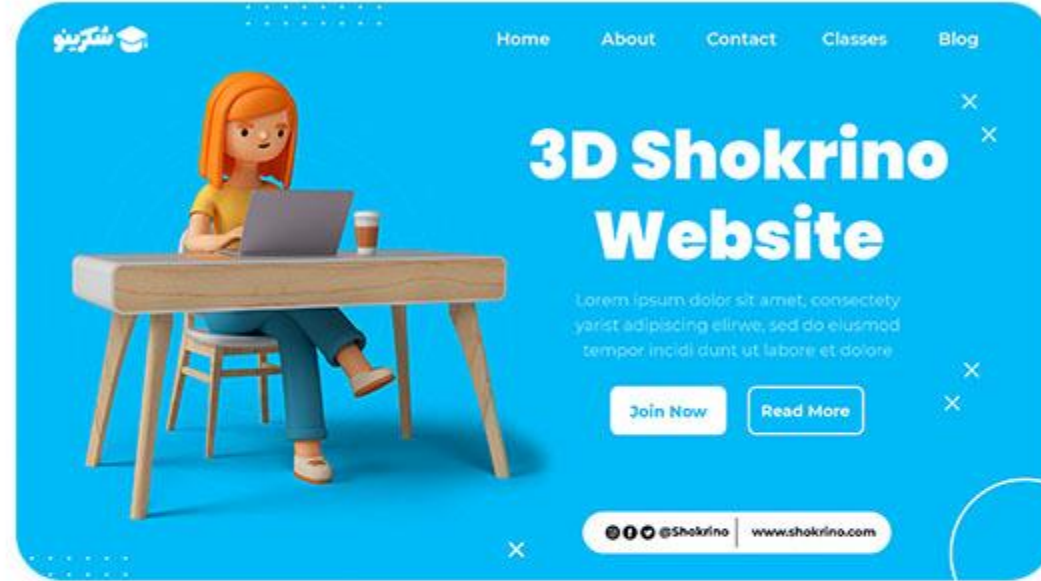 شكرينو
Home About Contact Classes Blog
3D Shokrino
Website
Lorem ipsum dolor sit amet, consectety
yarist adipiscing elirwe, sed do eiusmod
tempor incidi dunt ut labore et dolore
Join Now Read More
@Shokrino www.shokrino.com